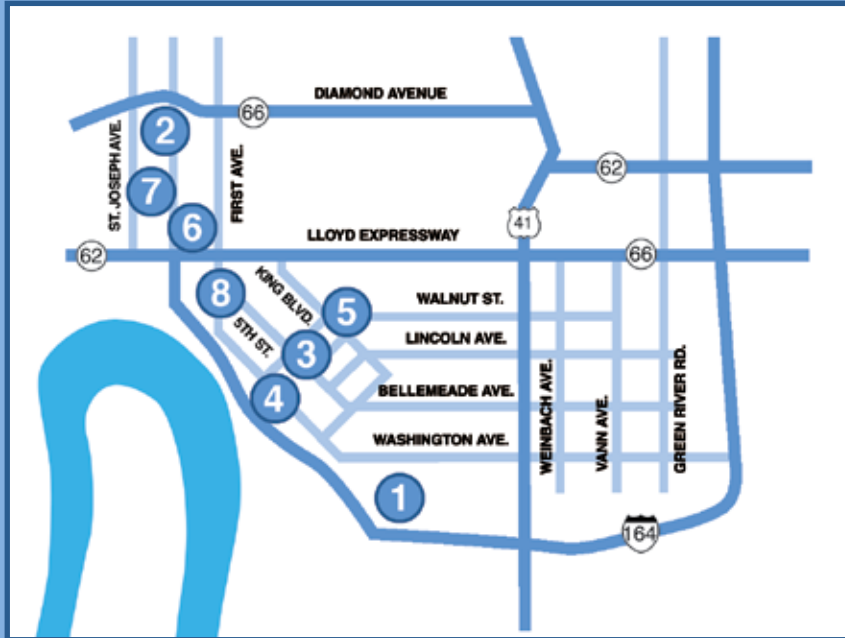 DIAMOND AVENUE
66
2
ST. JOSEPH AVE.
FIRST AVE.
62
7
6
41
LLOYD EXPRESSWAY
62
66
KING BLVD.
8
5
WALNUT ST.
5TH ST.
3
LINCOLN AVE.
4
BELLEMEADE AVE.
WEINBACH AVE.
VANN AVE.
GREEN RIVER RD.
WASHINGTON AVE.
1
164